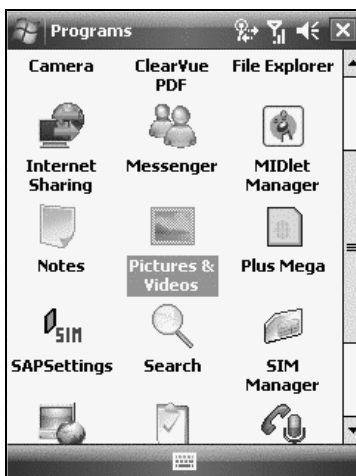 Programs
Camera
ClearVue PDF
File Explorer
Internet Sharing
Messenger
MIDlet Manager
Notes
Pictures & Videos
Plus Mega
SIM
SAPSettings
Search
SIM Manager